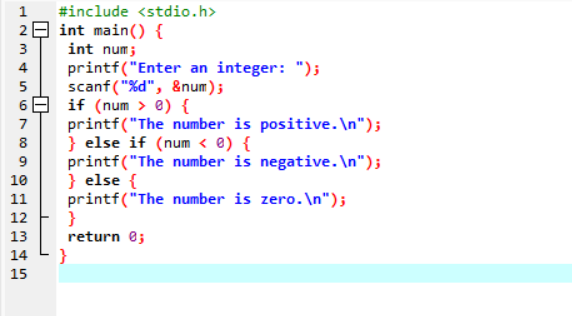 1 #include <stdio.h>
2 int main() {
3 int num;
4 printf("Enter an integer: ");
5 scanf("%d", &num);
6 if (num > 0) {
7 printf("The number is positive.\n");
8 } else if (num < 0) {
9 printf("The number is negative.\n");
10 } else {
11 printf("The number is zero.\n");
12 }
13 return 0;
14 }
15